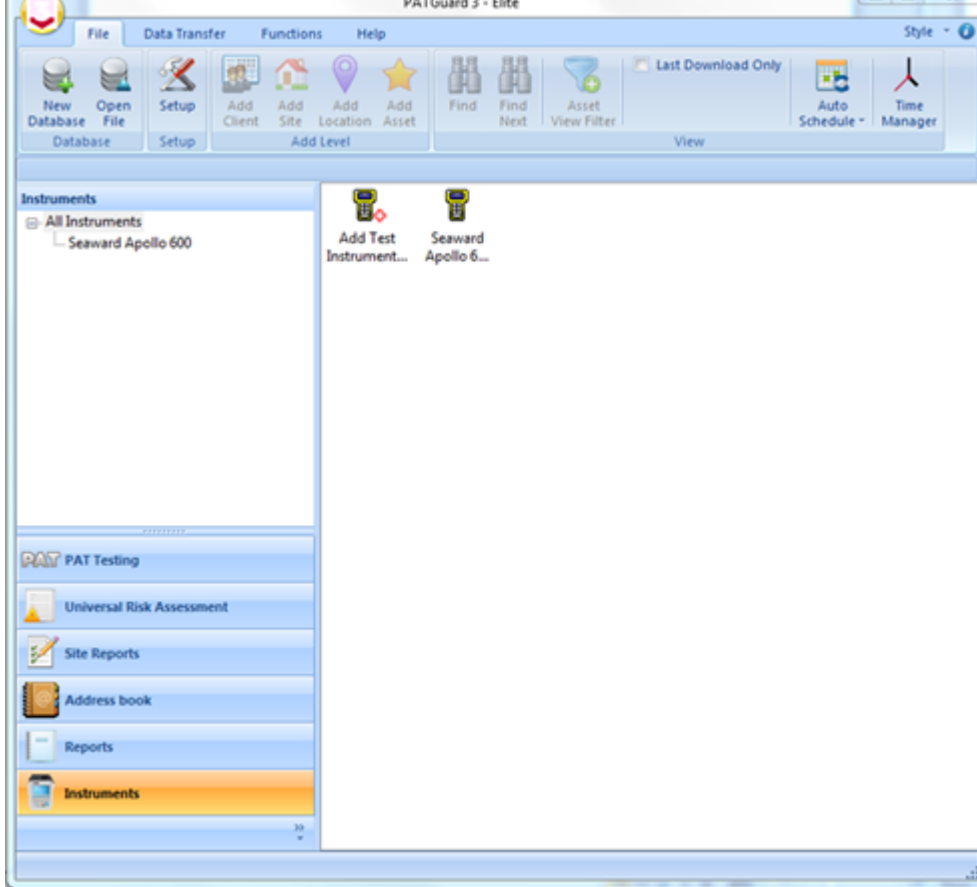 PATGuard 3 - Elite
File Data Transfer Functions Help Style
Last Download Only
New Open Setup Add Add Add Add Find Find Asset Auto Time
Database File Client Site Location Asset Next View Filter Schedule Manager
Database Setup Add Level View
Instruments
All Instruments
Seaward Apollo 600
Add Test Seaward
Instrument... Apollo 6...
PAT PAT Testing
Universal Risk Assessment
Site Reports
Address book
Reports
Instruments